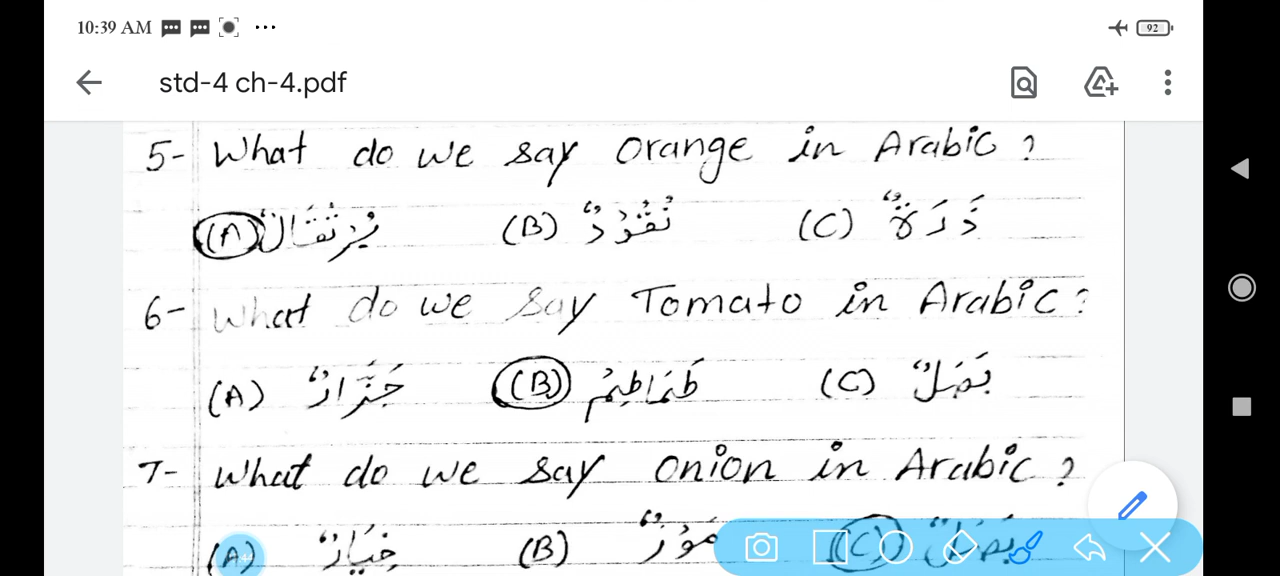 10:39 AM
92
std-4 ch-4.pdf
5- What do we say orange in Arabic ?
(A) بُرْتُقَالٌ (B) نُقُوْدٌ (C) ذُرَةٌ
6- What do we say Tomato in Arabic ?
(A) جَزَّارٌ (B) طَمَاطِمْ (C) بَصَلٌ
7- What do we say onion in Arabic ?
(A) خِيَارٌ (B) مَوْزٌ (C) بَصَلٌ